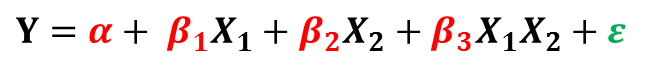 Y = α + β₁X₁ + β₂X₂ + β₃X₁X₂ + ε